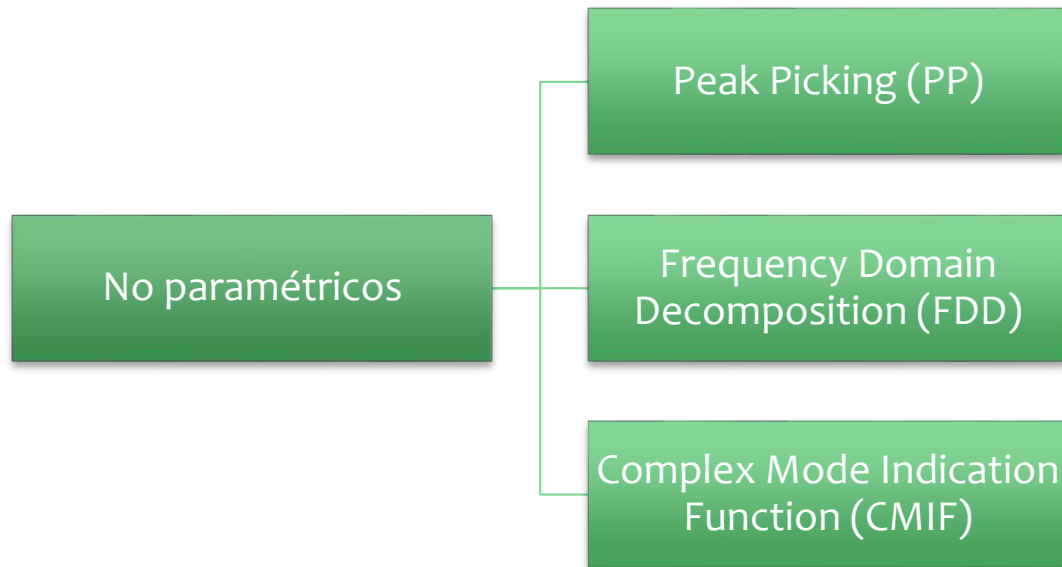 No paramétricos
Peak Picking (PP)
Frequency Domain
Decomposition (FDD)
Complex Mode Indication
Function (CMIF)